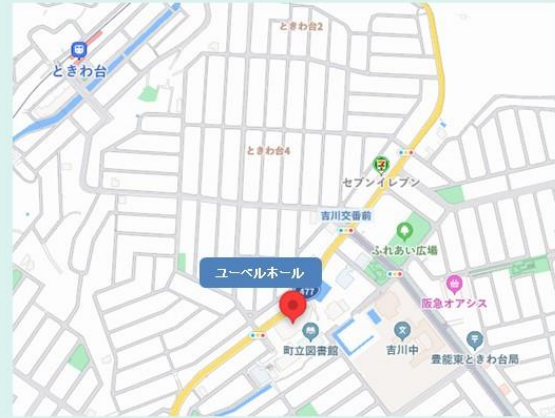 ときわ台2
ときわ台
ときわ台4
セブンイレブン
吉川交番前
ふれあい広場
ユーベルホール
477
阪急オアシス
町立図書館
吉川中
豊能東ときわ台局